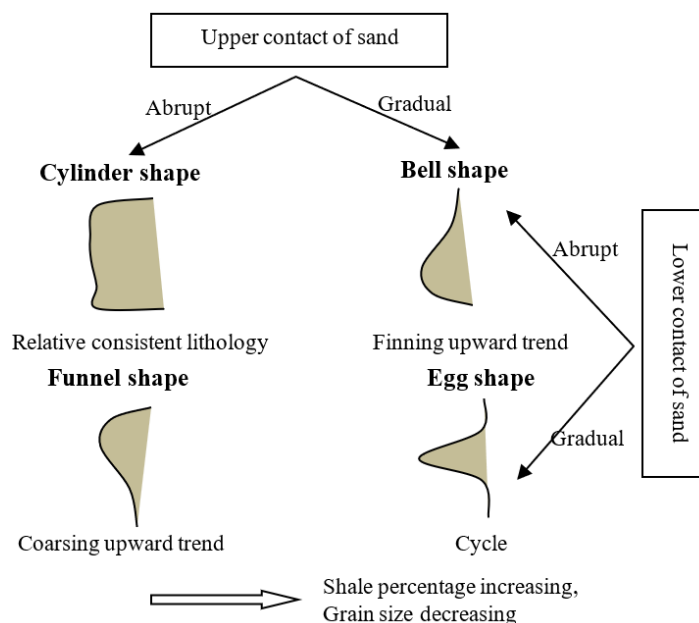 Upper contact of sand
Abrupt
Gradual
Cylinder shape
Bell shape
Abrupt
Lower contact of sand
Relative consistent lithology
Finning upward trend
Funnel shape
Egg shape
Gradual
Coarsing upward trend
Cycle
Shale percentage increasing,
Grain size decreasing